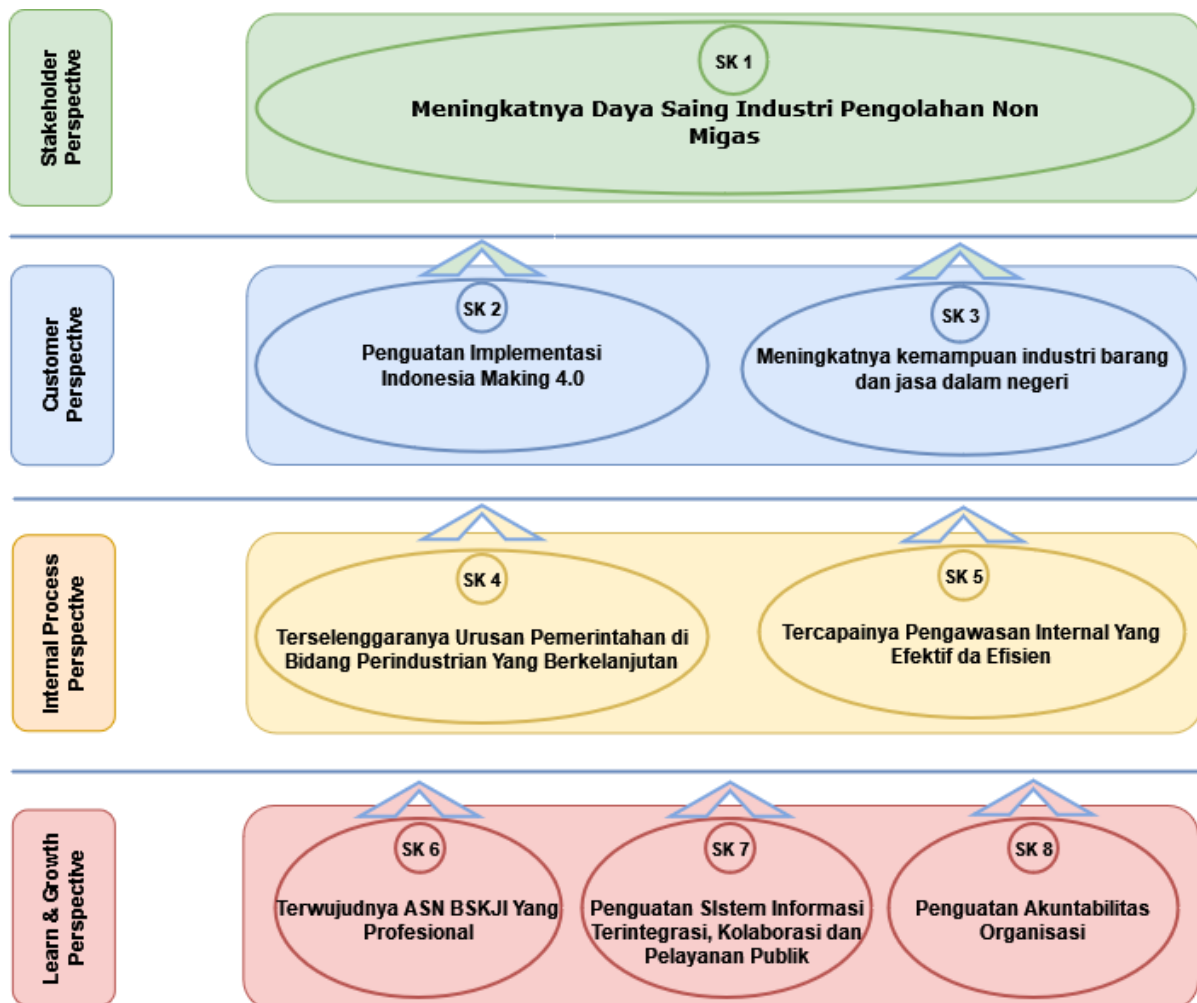 Stakeholder
Perspective
SK 1
Meningkatnya Daya Saing Industri Pengolahan Non
Migas
Customer
Perspective
SK 2
Penguatan Implementasi
Indonesia Making 4.0
SK 3
Meningkatnya kemampuan industri barang
dan jasa dalam negeri
Internal Process
Perspective
SK 4
Terselenggaranya Urusan Pemerintahan di
Bidang Perindustrian Yang Berkelanjutan
SK 5
Tercapainya Pengawasan Internal Yang
Efektif da Efisien
Learn & Growth
Perspective
SK 6
Terwujudnya ASN BSKJI Yang
Profesional
SK 7
Penguatan SIstem Informasi
Terintegrasi, Kolaborasi dan
Pelayanan Publik
SK 8
Penguatan Akuntabilitas
Organisasi